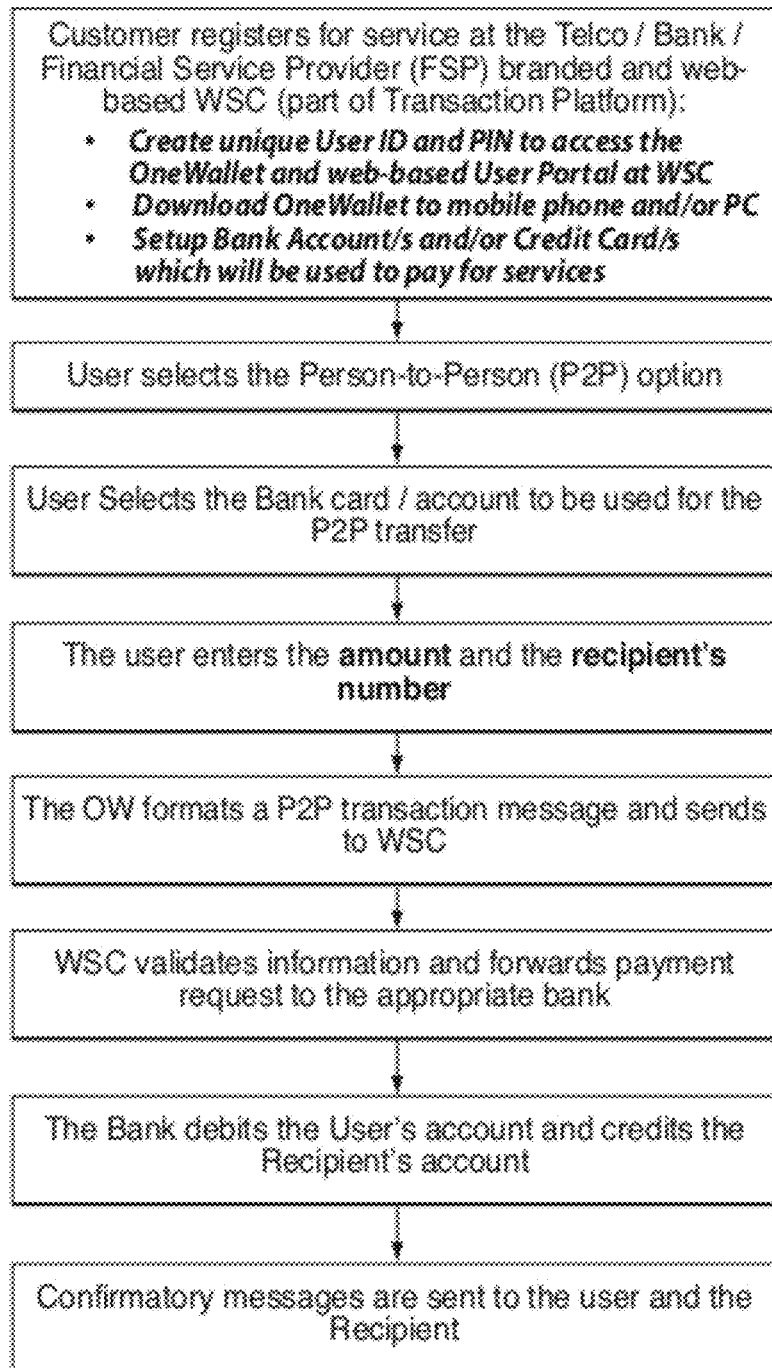 Customer registers for service at the Telco / Bank /
Financial Service Provider (FSP) branded and web-
based WSC (part of Transaction Platform):
• Create unique User ID and PIN to access the
OneWallet and web-based User Portal at WSC
• Download OneWallet to mobile phone and/or PC
• Setup Bank Account/s and/or Credit Card/s
which will be used to pay for services
User selects the Person-to-Person (P2P) option
User Selects the Bank card / account to be used for the
P2P transfer
The user enters the amount and the recipient's
number
The OW formats a P2P transaction message and sends
to WSC
WSC validates information and forwards payment
request to the appropriate bank
The Bank debits the User's account and credits the
Recipient's account
Confirmatory messages are sent to the user and the
Recipient